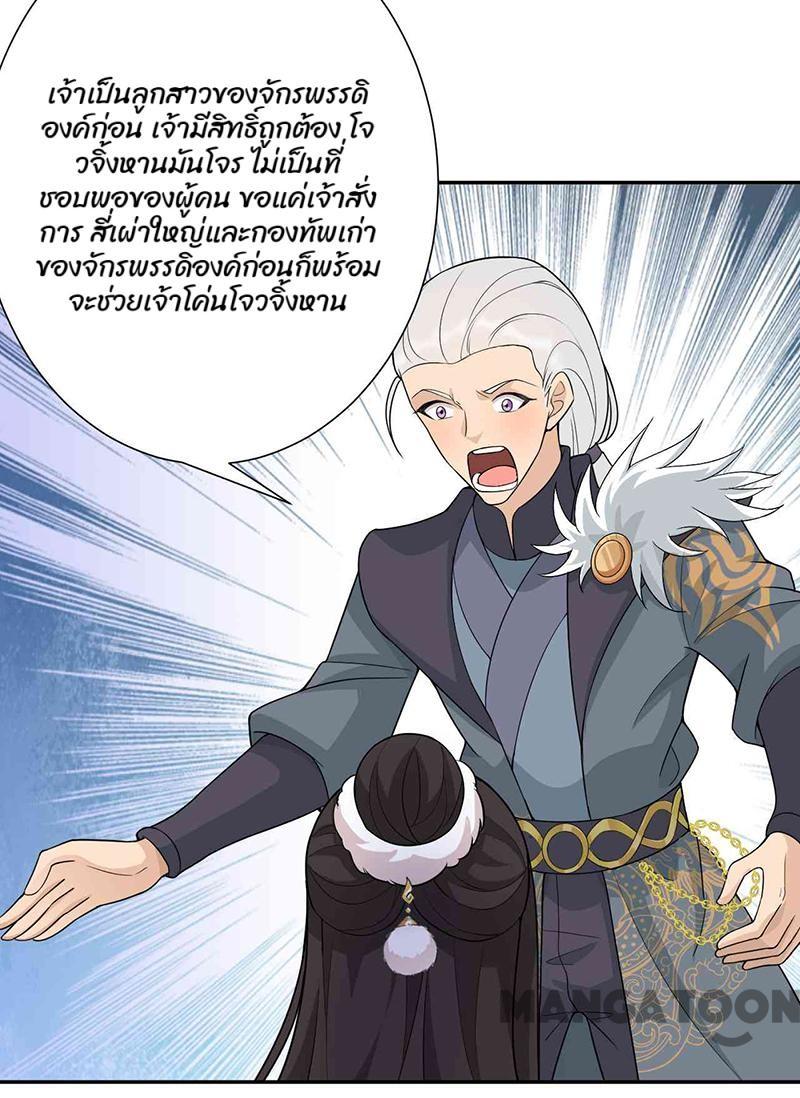 เจ้าเป็นลูกสาวของจักรพรรดิ
องค์ก่อน เจ้ามีสิทธิ์ถูกต้อง โจ
วจิ้งหานมันโจร ไม่เป็นที่
ชอบพอของผู้คน ขอแค่เจ้าสั่ง
การ สี่เผ่าใหญ่และกองทัพเก่า
ของจักรพรรดิองค์ก่อนก็พร้อม
จะช่วยเจ้าโค่นโจวจิ้งหาน
MANGATOON